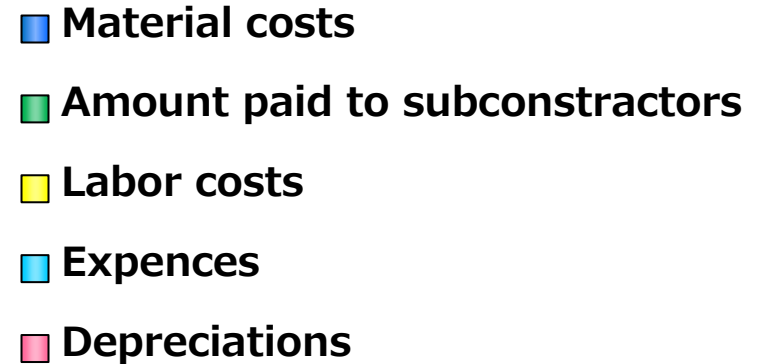 Material costs
Amount paid to subconstractors
Labor costs
Expences
Depreciations